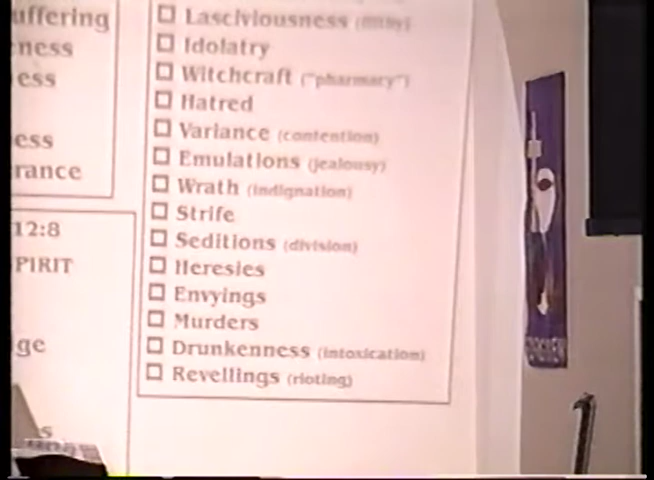 uffering
ness
ess
ess
rance
12:8
PIRIT
ge
s
Lasciviousness
Idolatry
Witchcraft ("pharmacy")
Hatred
Variance (contention)
Emulations (jealousy)
Wrath (indignation)
Strife
Seditions (division)
Heresies
Envyings
Murders
Drunkenness (intoxication)
Revellings (rioting)